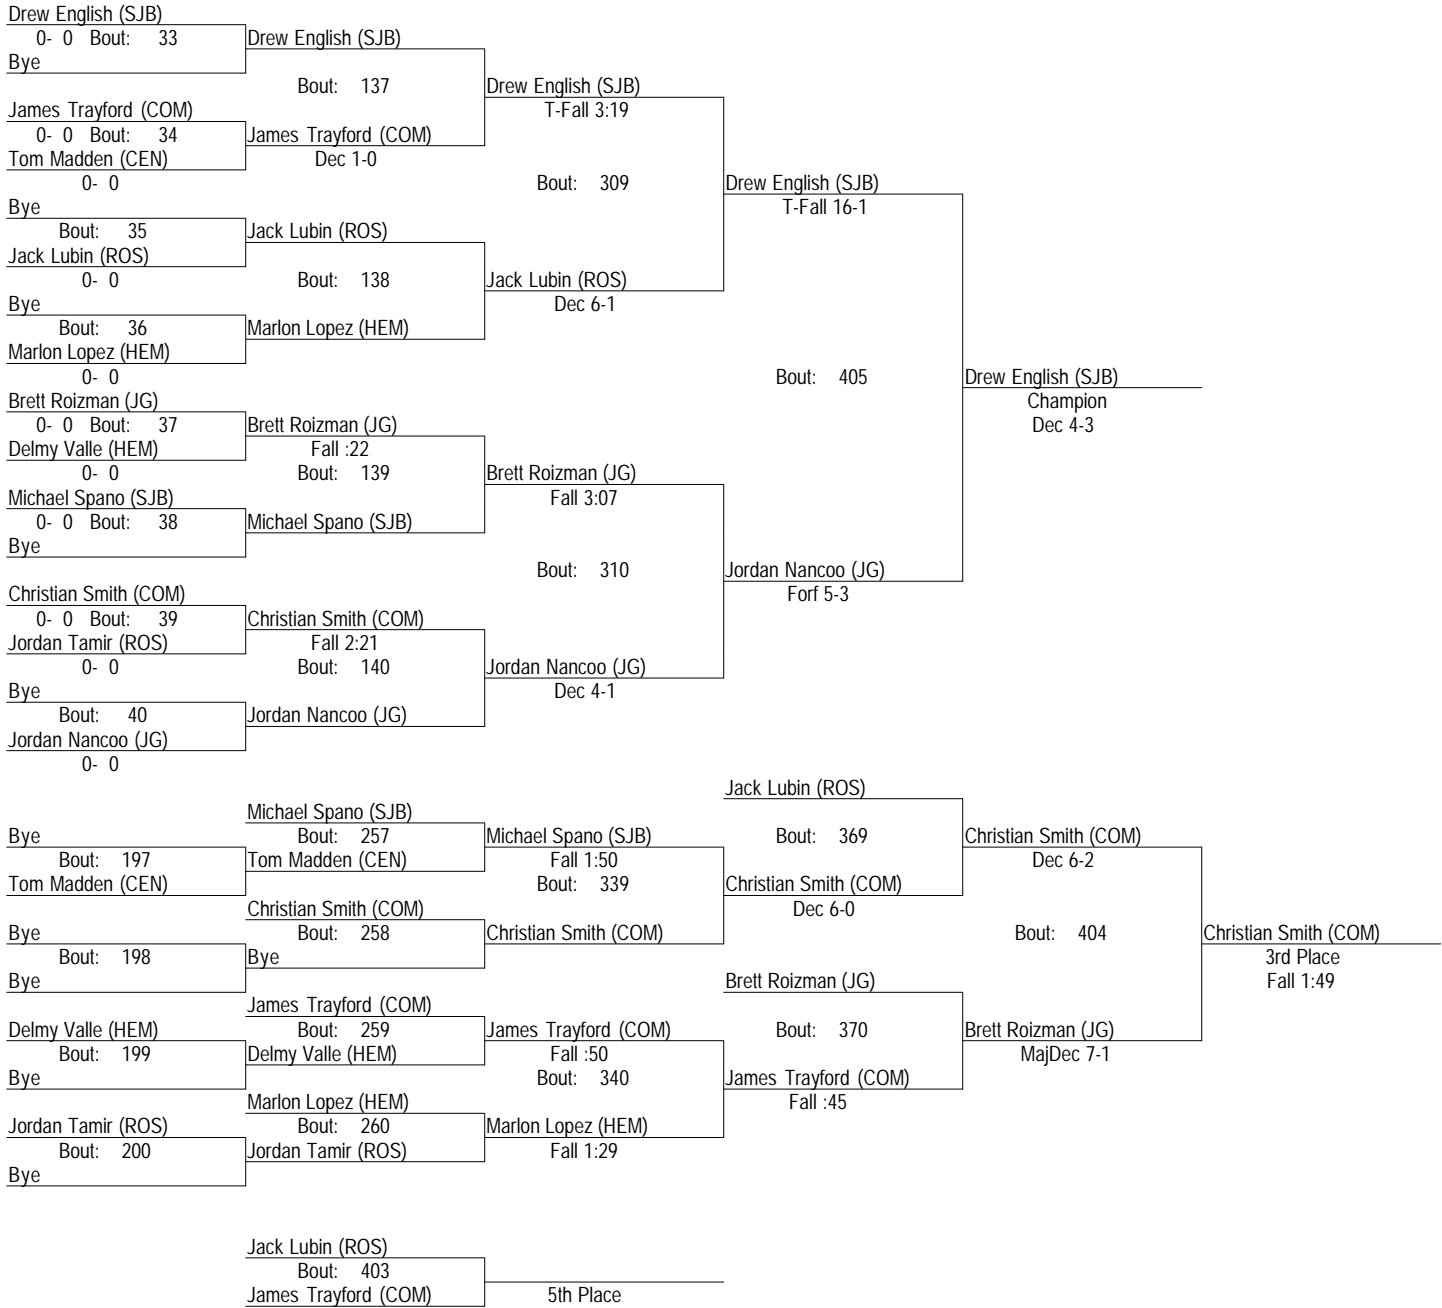 Drew English (SJB)
0- 0 Bout: 33
Drew English (SJB)
Bye
Bout: 137
Drew English (SJB)
James Trayford (COM)
T-Fall 3:19
0- 0 Bout: 34
James Trayford (COM)
Tom Madden (CEN)
Dec 1-0
0- 0
Bout: 309
Drew English (SJB)
Bye
T-Fall 16-1
Bout: 35
Jack Lubin (ROS)
Jack Lubin (ROS)
0- 0
Bout: 138
Jack Lubin (ROS)
Bye
Dec 6-1
Bout: 36
Marlon Lopez (HEM)
Marlon Lopez (HEM)
0- 0
Bout: 405
Drew English (SJB)
Brett Roizman (JG)
Champion
0- 0 Bout: 37
Brett Roizman (JG)
Dec 4-3
Delmy Valle (HEM)
Fall :22
0- 0
Bout: 139
Brett Roizman (JG)
Michael Spano (SJB)
Fall 3:07
0- 0 Bout: 38
Michael Spano (SJB)
Bye
Bout: 310
Jordan Nancoo (JG)
Christian Smith (COM)
Forf 5-3
0- 0 Bout: 39
Christian Smith (COM)
Jordan Tamir (ROS)
Fall 2:21
0- 0
Bout: 140
Jordan Nancoo (JG)
Bye
Dec 4-1
Bout: 40
Jordan Nancoo (JG)
Jordan Nancoo (JG)
0- 0
Jack Lubin (ROS)
Michael Spano (SJB)
Bye
Bout: 257
Michael Spano (SJB)
Bout: 369
Christian Smith (COM)
Bout: 197
Tom Madden (CEN)
Fall 1:50
Dec 6-2
Tom Madden (CEN)
Bout: 339
Christian Smith (COM)
Christian Smith (COM)
Dec 6-0
Bye
Bout: 258
Christian Smith (COM)
Bout: 404
Christian Smith (COM)
Bout: 198
Bye
3rd Place
Bye
Brett Roizman (JG)
Fall 1:49
James Trayford (COM)
Delmy Valle (HEM)
Bout: 259
James Trayford (COM)
Bout: 370
Brett Roizman (JG)
Bout: 199
Delmy Valle (HEM)
Fall :50
MajDec 7-1
Bye
Bout: 340
James Trayford (COM)
Marlon Lopez (HEM)
Fall :45
Jordan Tamir (ROS)
Bout: 260
Marlon Lopez (HEM)
Bout: 200
Jordan Tamir (ROS)
Fall 1:29
Bye
Jack Lubin (ROS)
Bout: 403
James Trayford (COM)
5th Place